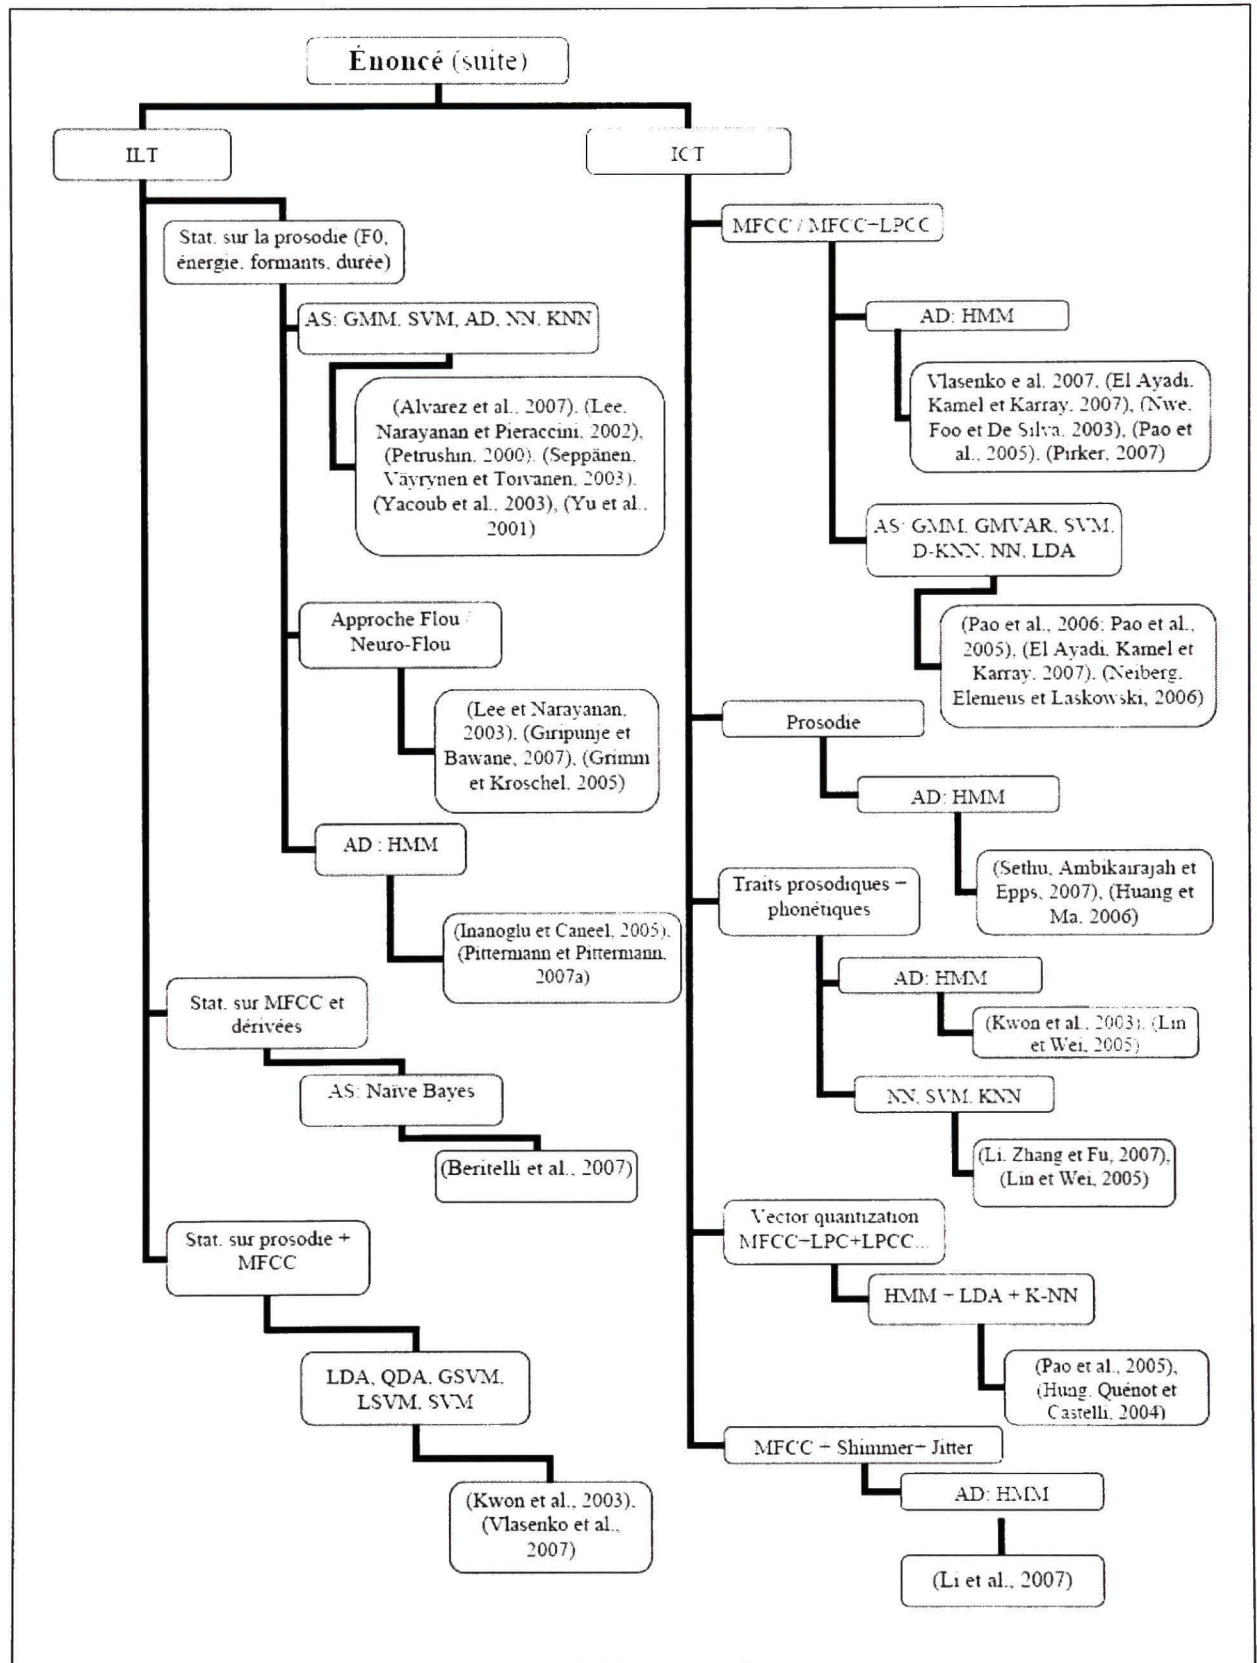 Énoncé (suite)
ILT
Stat. sur la prosodie (F0,
énergie, formants, durée)
AS: GMM, SVM, AD, NN, KNN
(Alvarez et al., 2007), (Lee,
Narayanan et Pieraccini, 2002),
(Petrushin, 2000), (Seppänen,
Väyrynen et Toivanen, 2003),
(Yacoub et al., 2003), (Yu et al.,
2001)
Approche Flou /
Neuro-Flou
(Lee et Narayanan,
2003), (Giripunje et
Bawane, 2007), (Grimm
et Kroschel, 2005)
AD : HMM
(Inanoglu et Caneel, 2005),
(Pittermann et Pittermann,
2007a)
Stat. sur MFCC et
dérivées
AS: Naïve Bayes
(Beritelli et al., 2007)
Stat. sur prosodie +
MFCC
LDA, QDA, GSVM,
LSVM, SVM
(Kwon et al., 2003),
(Vlasenko et al.,
2007)
ICT
MFCC / MFCC+LPCC
AD: HMM
Vlasenko e al. 2007, (El Ayadi,
Kamel et Karray, 2007), (Nwe,
Foo et De Silva, 2003), (Pao et
al., 2005), (Pirker, 2007)
AS: GMM, GMVAR, SVM,
D-KNN, NN, LDA
(Pao et al., 2006; Pao et al.,
2005), (El Ayadi, Kamel et
Karray, 2007), (Neiberg,
Elemeus et Laskowski, 2006)
Prosodie
AD: HMM
(Sethu, Ambikairajah et
Epps, 2007), (Huang et
Ma, 2006)
Traits prosodiques +
phonétiques
AD: HMM
(Kwon et al., 2003), (Lin
et Wei, 2005)
NN, SVM, KNN
(Li, Zhang et Fu, 2007),
(Lin et Wei, 2005)
Vector quantization
MFCC+LPC+LPCC...
HMM + LDA + K-NN
(Pao et al., 2005),
(Hung, Quénot et
Castelli, 2004)
MFCC + Shimmer+ Jitter
AD: HMM
(Li et al., 2007)